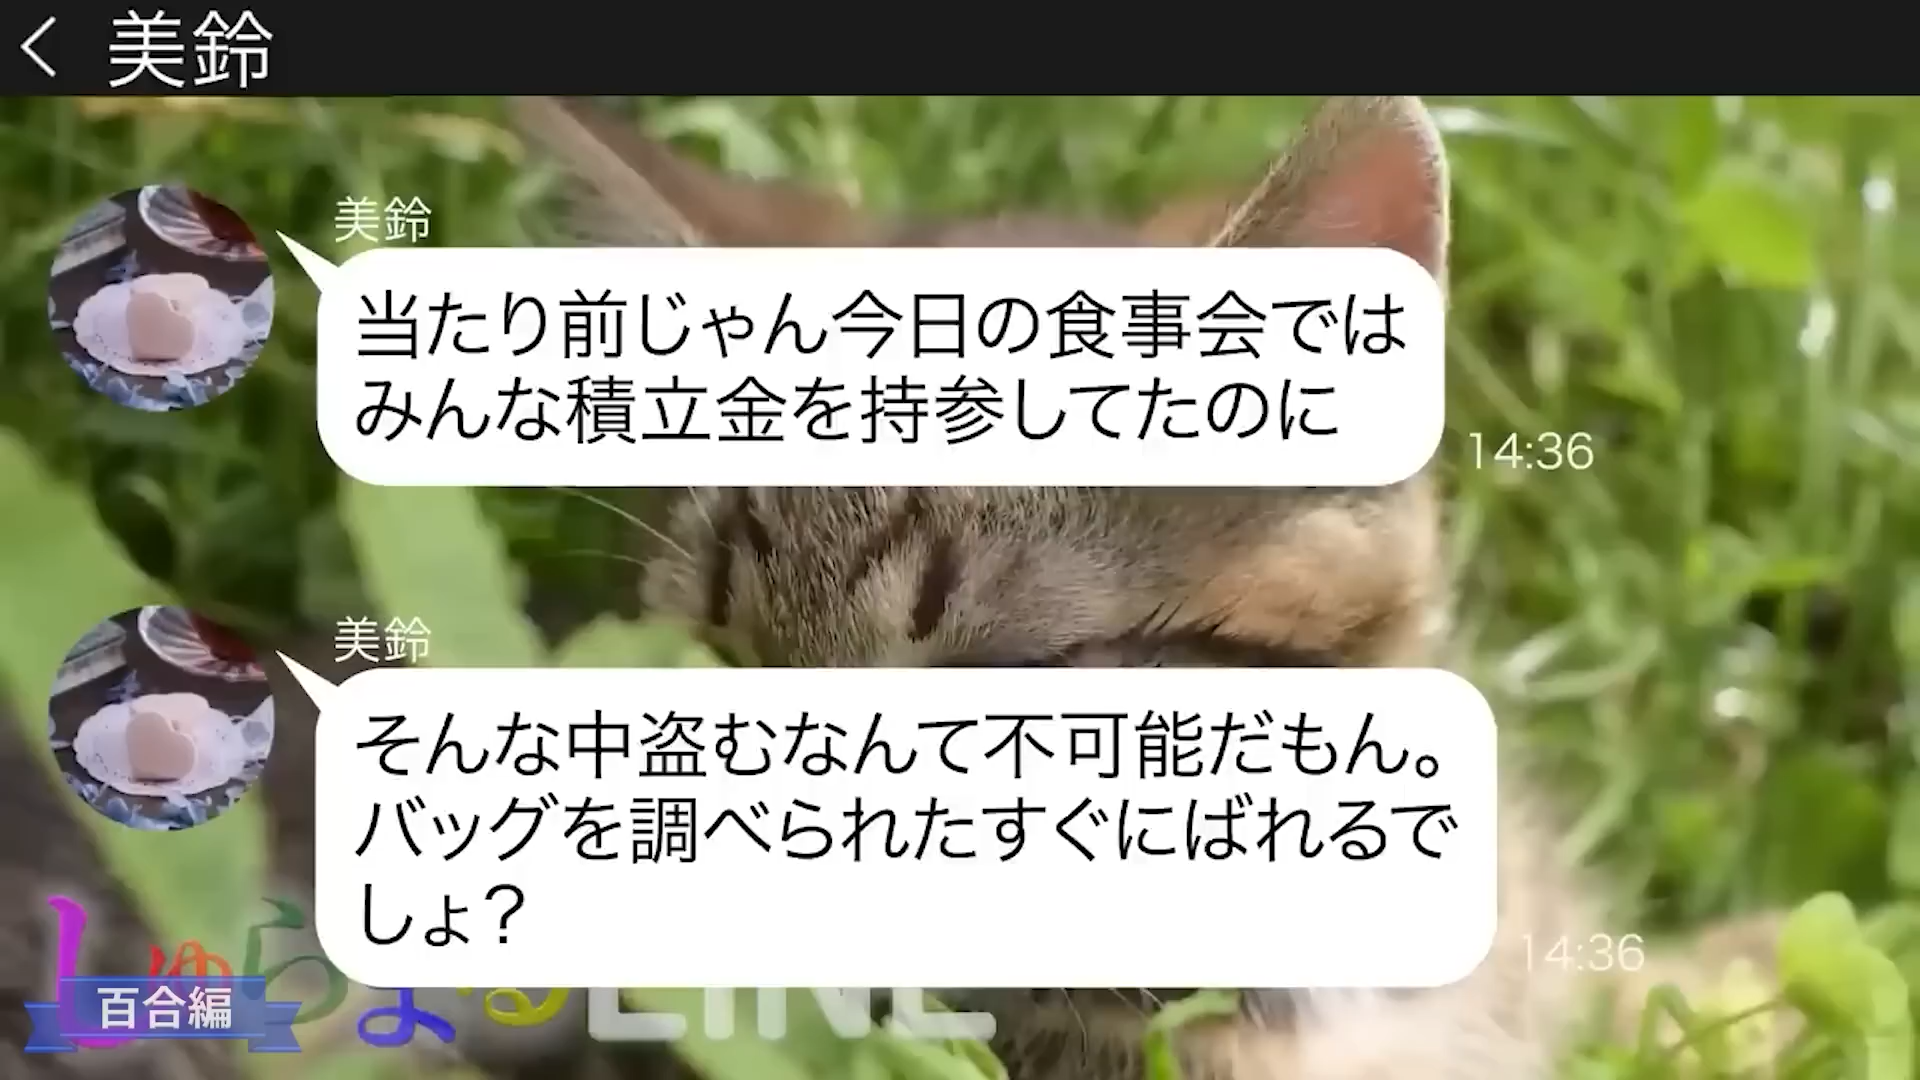 美鈴
美鈴
当たり前じゃん今日の食事会では
みんな積立金を持参してたのに
14:36
美鈴
そんな中盗むなんて不可能だもん。
バッグを調べられたすぐにばれるで
しょ?
14:36
百合編
LINE